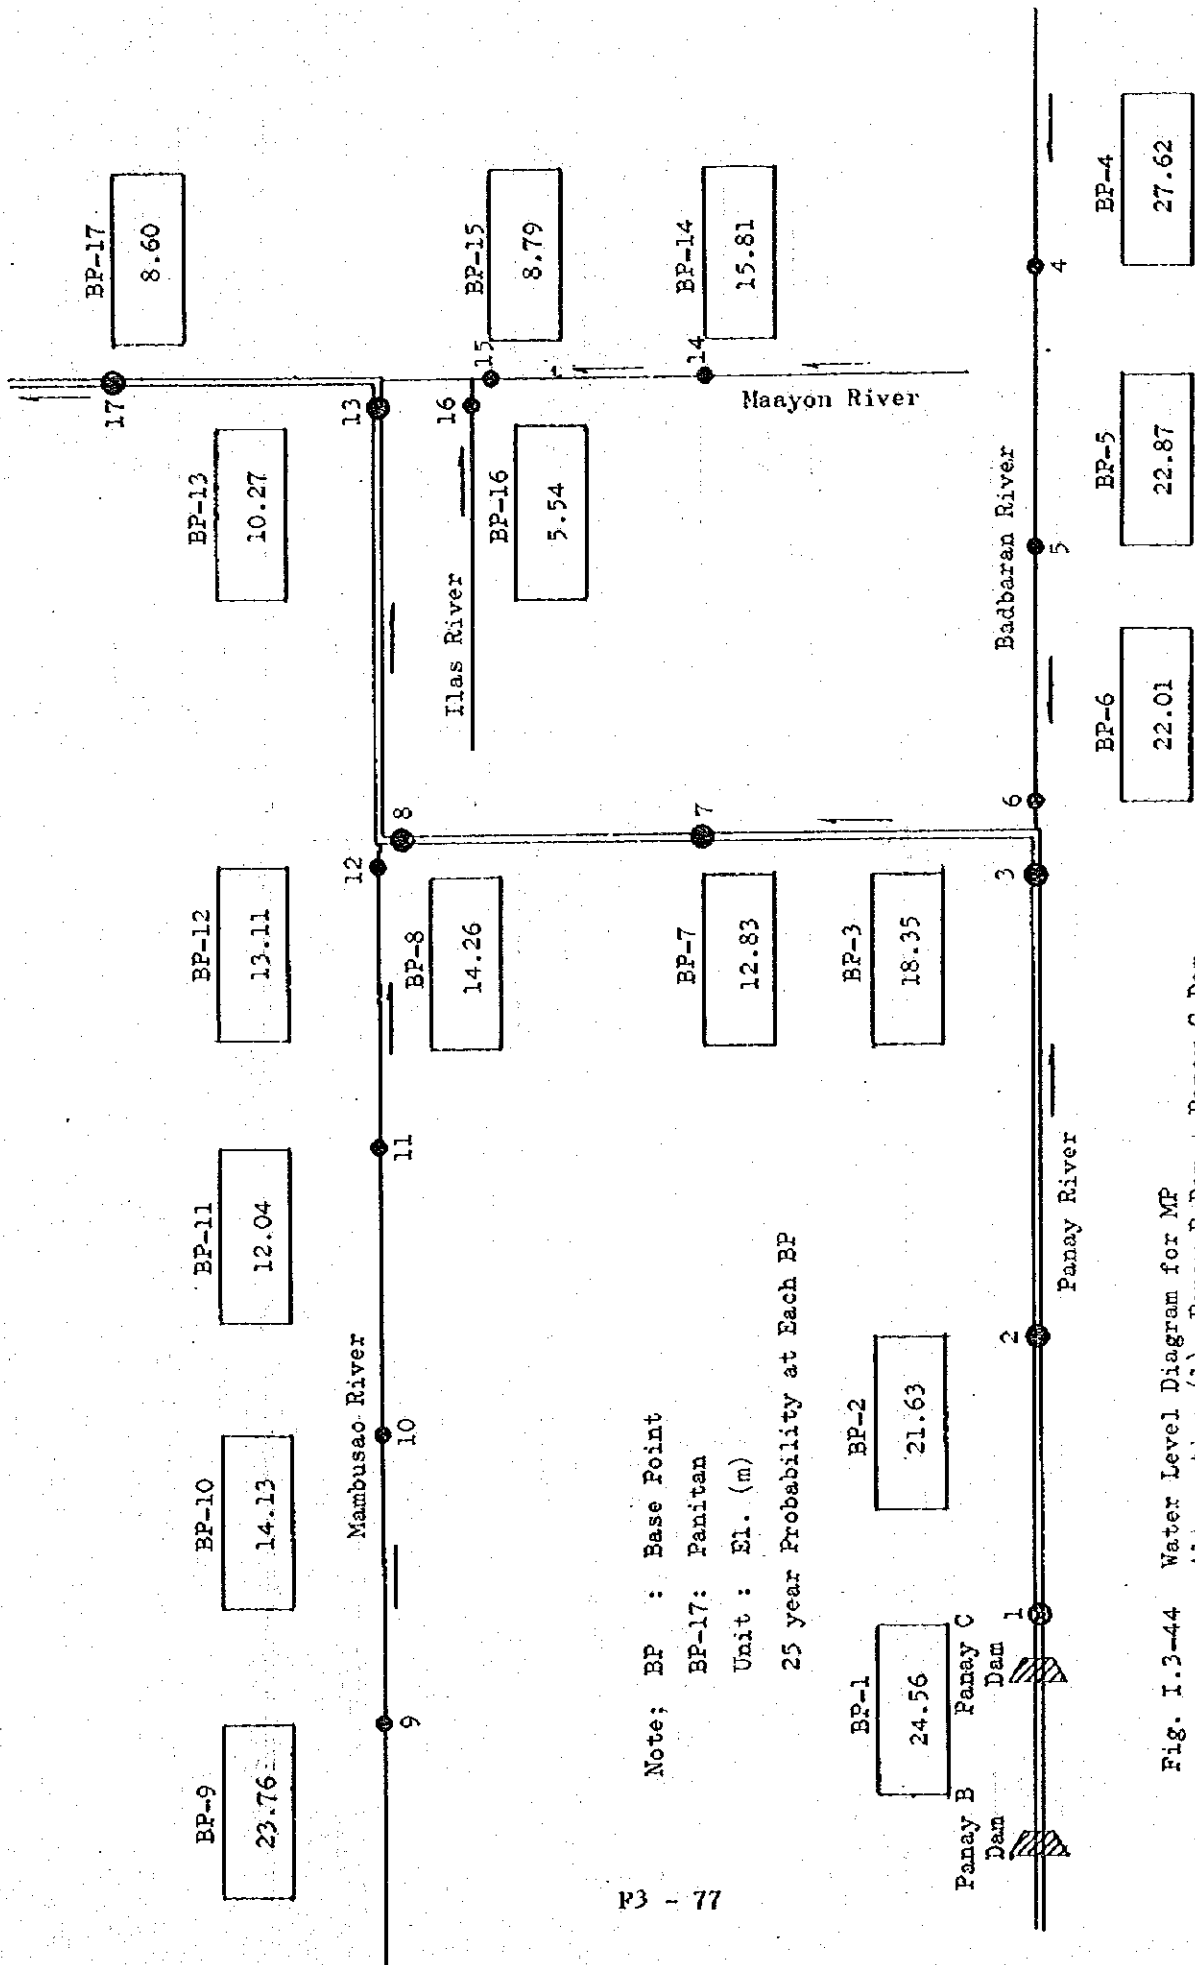 BP-9
23.76
BP-10
14.13
BP-11
12.04
BP-12
13.11
BP-13
10.27
BP-17
8.60
17
Mambusao River
9
10
11
12
8
13
BP-8
14.26
Ilas River
16
15
BP-16
5.54
BP-15
8.79
Note; BP : Base Point
BP-17: Panitan
Unit : El. (m)
25 year Probability at Each BP
BP-7
12.83
7
14
BP-14
15.81
Maayon River
BP-1
24.56
BP-2
21.63
BP-3
18.35
Panay B
Dam
Panay C
Dam
1
2
3
6
5
4
Panay River
Badbaran River
BP-6
22.01
BP-5
22.87
BP-4
27.62
Fig. I.3-44 Water Level Diagram for MP
P3 - 77